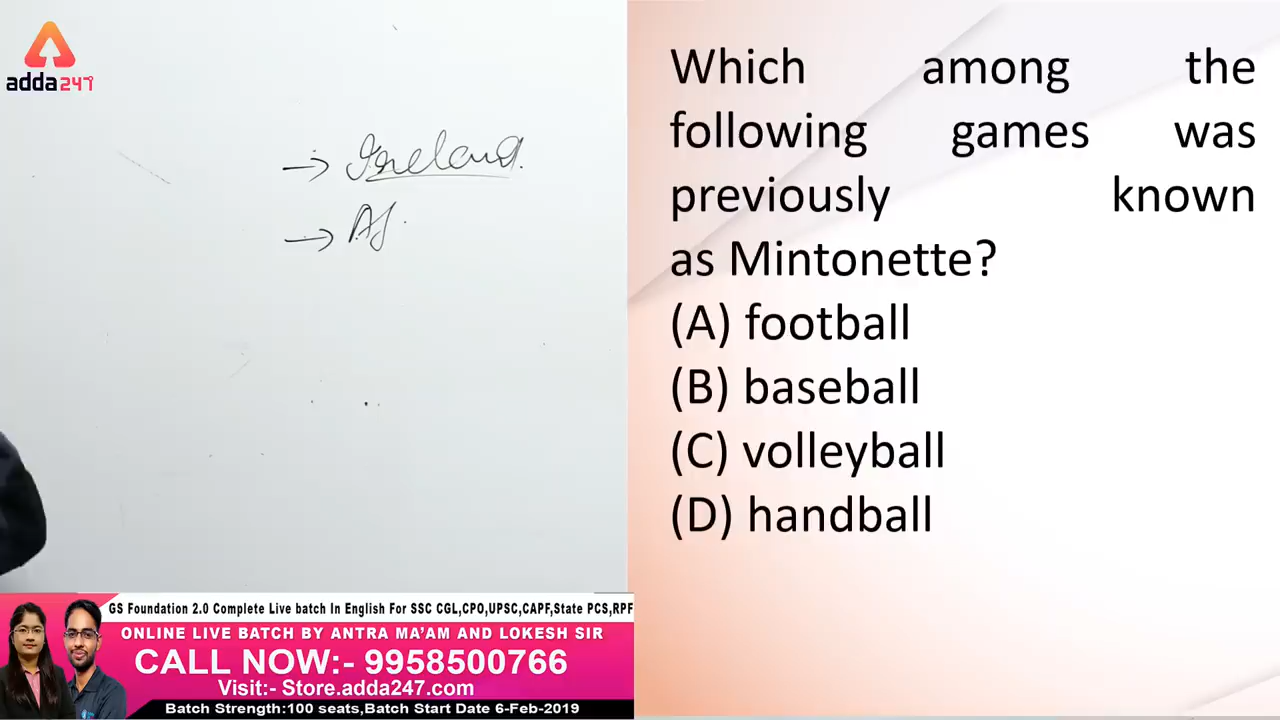 adda247
→ Ireland.
→ Af.
Which among the
following games was
previously known
as Mintonette?
(A) football
(B) baseball
(C) volleyball
(D) handball
GS Foundation 2.0 Complete Live batch In English For SSC CGL,CPO,UPSC,CAPF,State PCS,RPF
ONLINE LIVE BATCH BY ANTRA MA’AM AND LOKESH SIR
CALL NOW:- 9958500766
Visit:- Store.adda247.com
Batch Strength:100 seats,Batch Start Date 6-Feb-2019